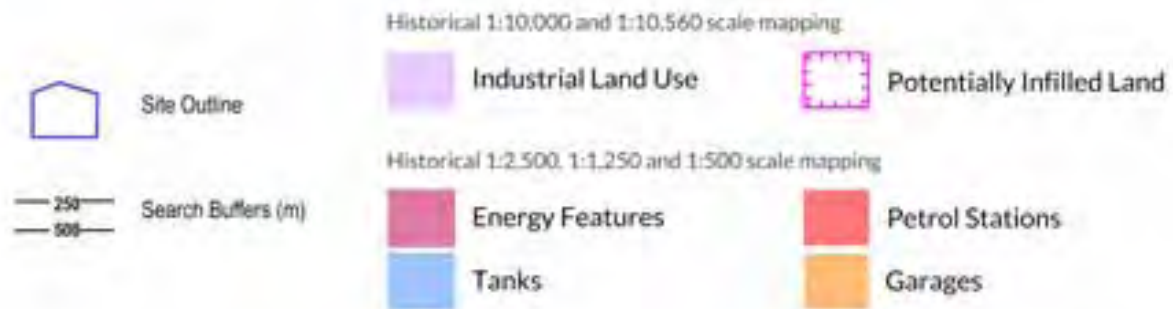 Historical 1:10,000 and 1:10,560 scale mapping
Site Outline
Industrial Land Use
Potentially Infilled Land
Historical 1:2,500, 1:1,250 and 1:500 scale mapping
250
500
Search Buffers (m)
Energy Features
Petrol Stations
Tanks
Garages